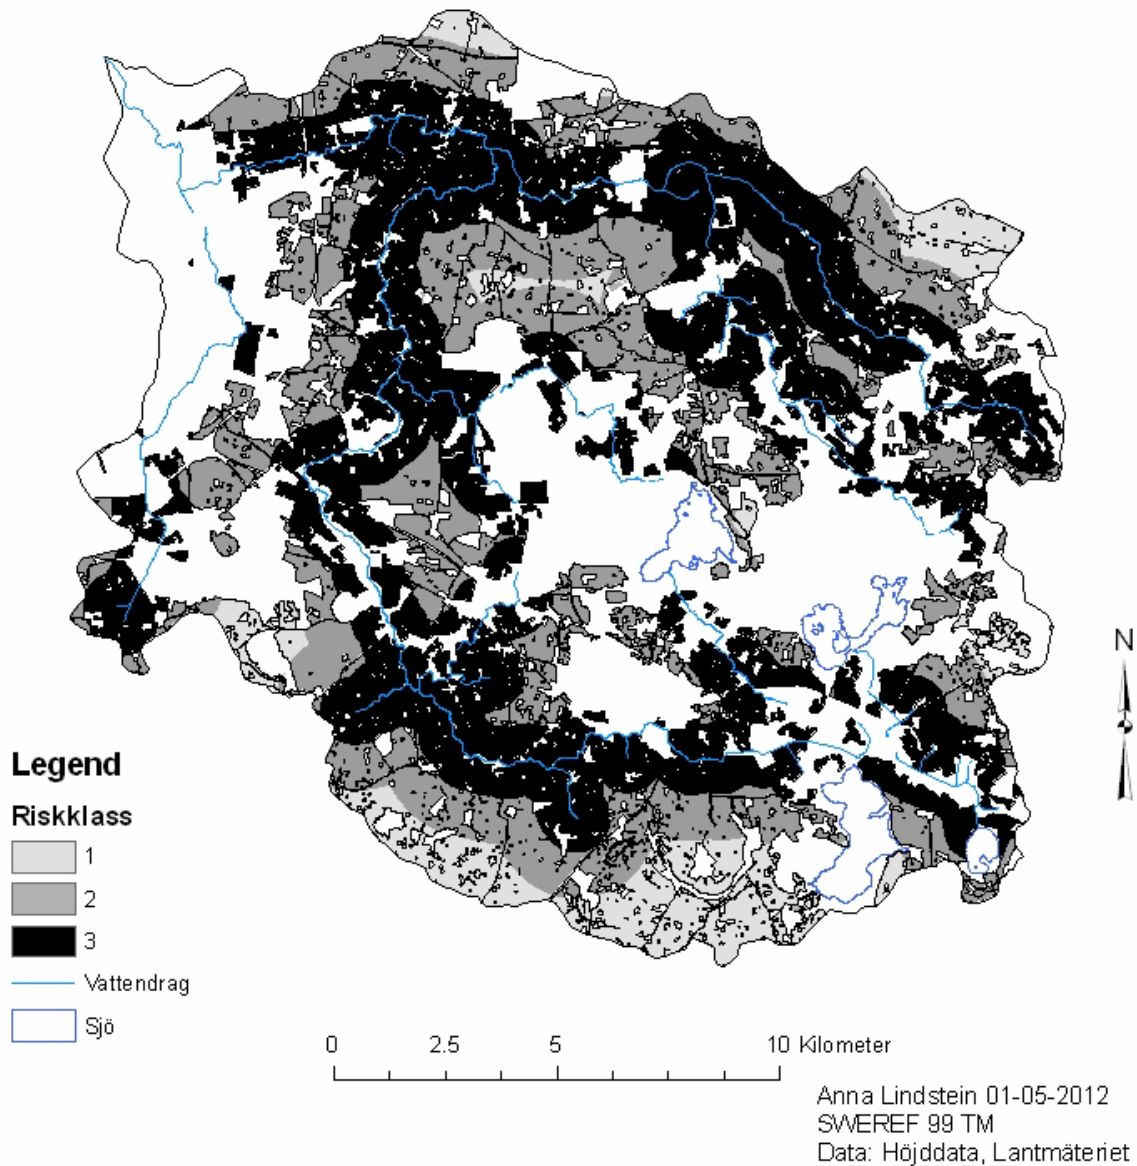 N
Legend
Riskklass
1
2
3
Vattendrag
Sjö
0 2.5 5 10 Kilometer
Anna Lindstein 01-05-2012
SWEREF 99 TM
Data: Höjddata, Lantmäteriet